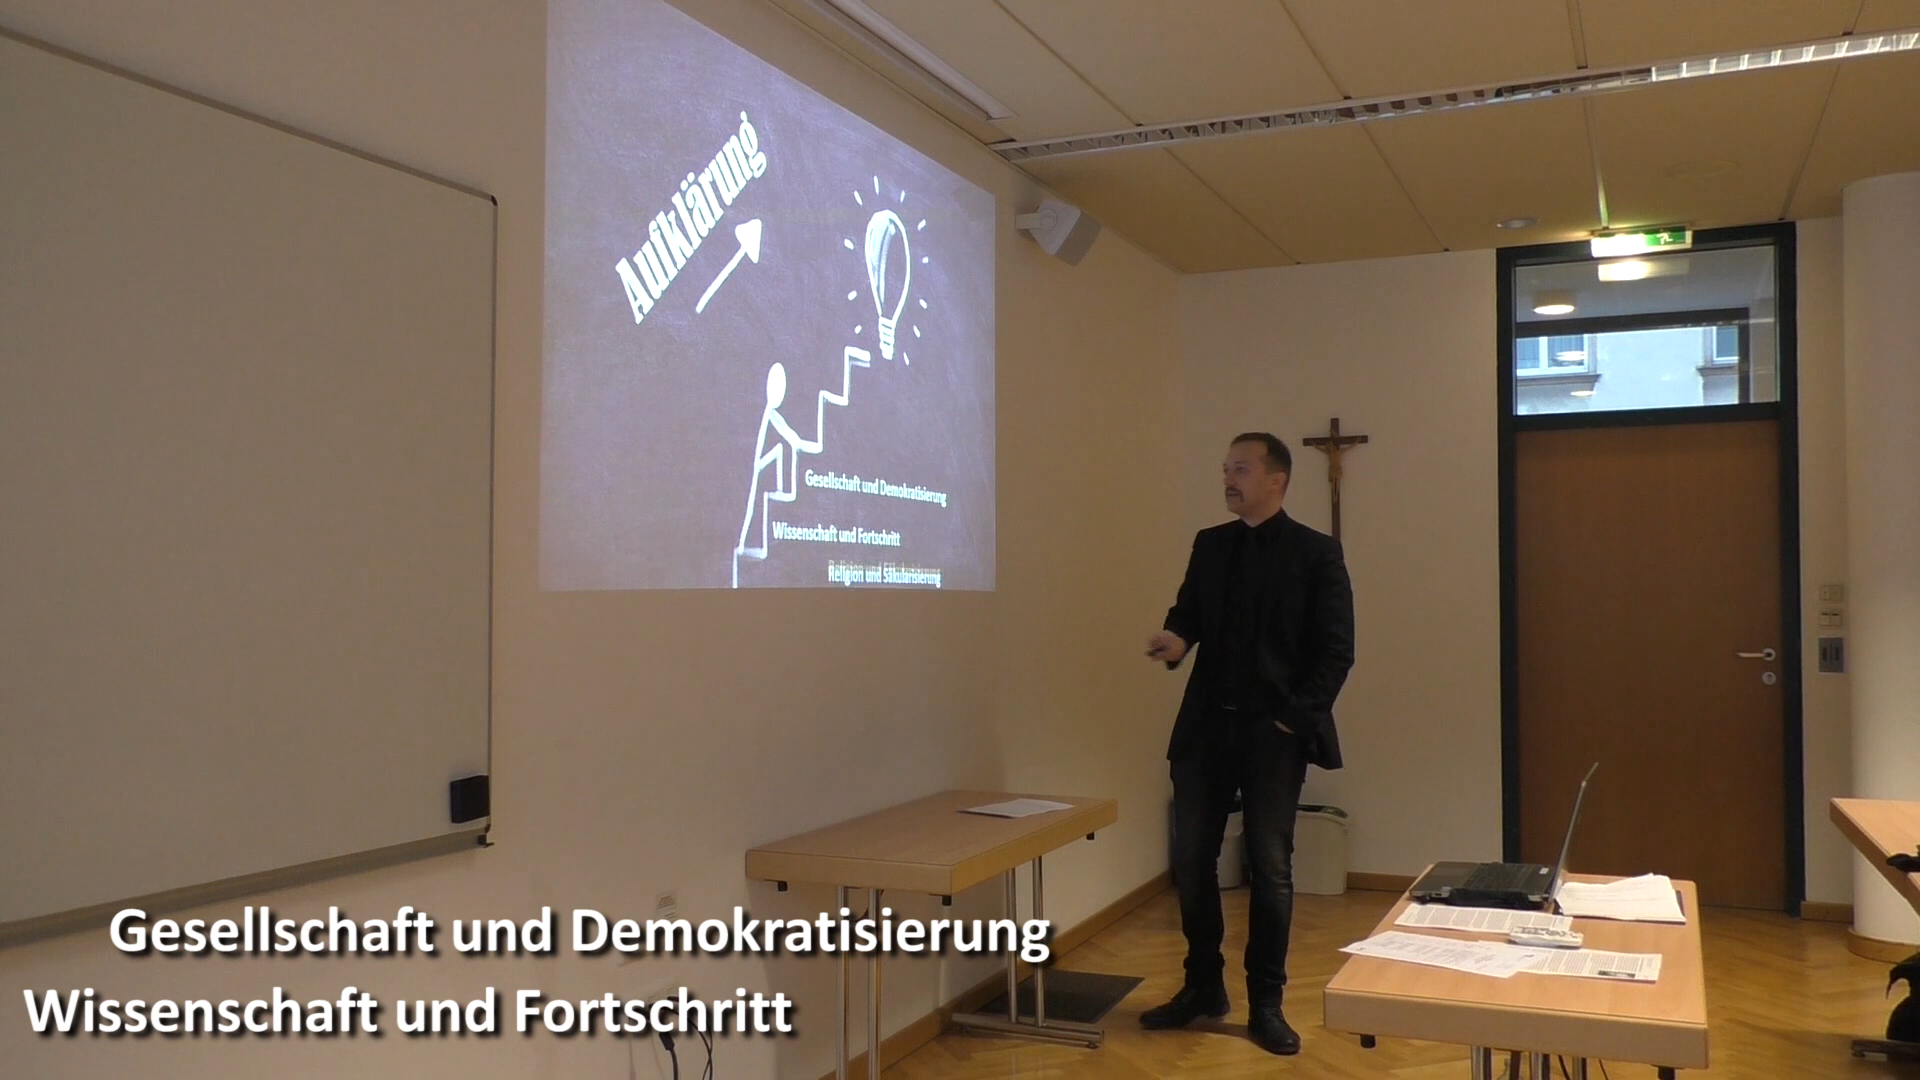 Aufklärung
Gesellschaft und Demokratisierung
Wissenschaft und Fortschritt
Religion und Säkularisierung
Gesellschaft und Demokratisierung
Wissenschaft und Fortschritt